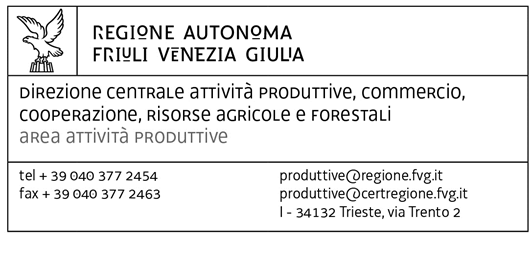 REGIONE AUTONOMA
FRIULI VENEZIA GIULIA
Direzione centrale attività produttive, commercio,
cooperazione, risorse agricole e forestali
area attività produttive
tel + 39 040 377 2454
fax + 39 040 377 2463
produttive@regione.fvg.it
produttive@certregione.fvg.it
I - 34132 Trieste, via Trento 2